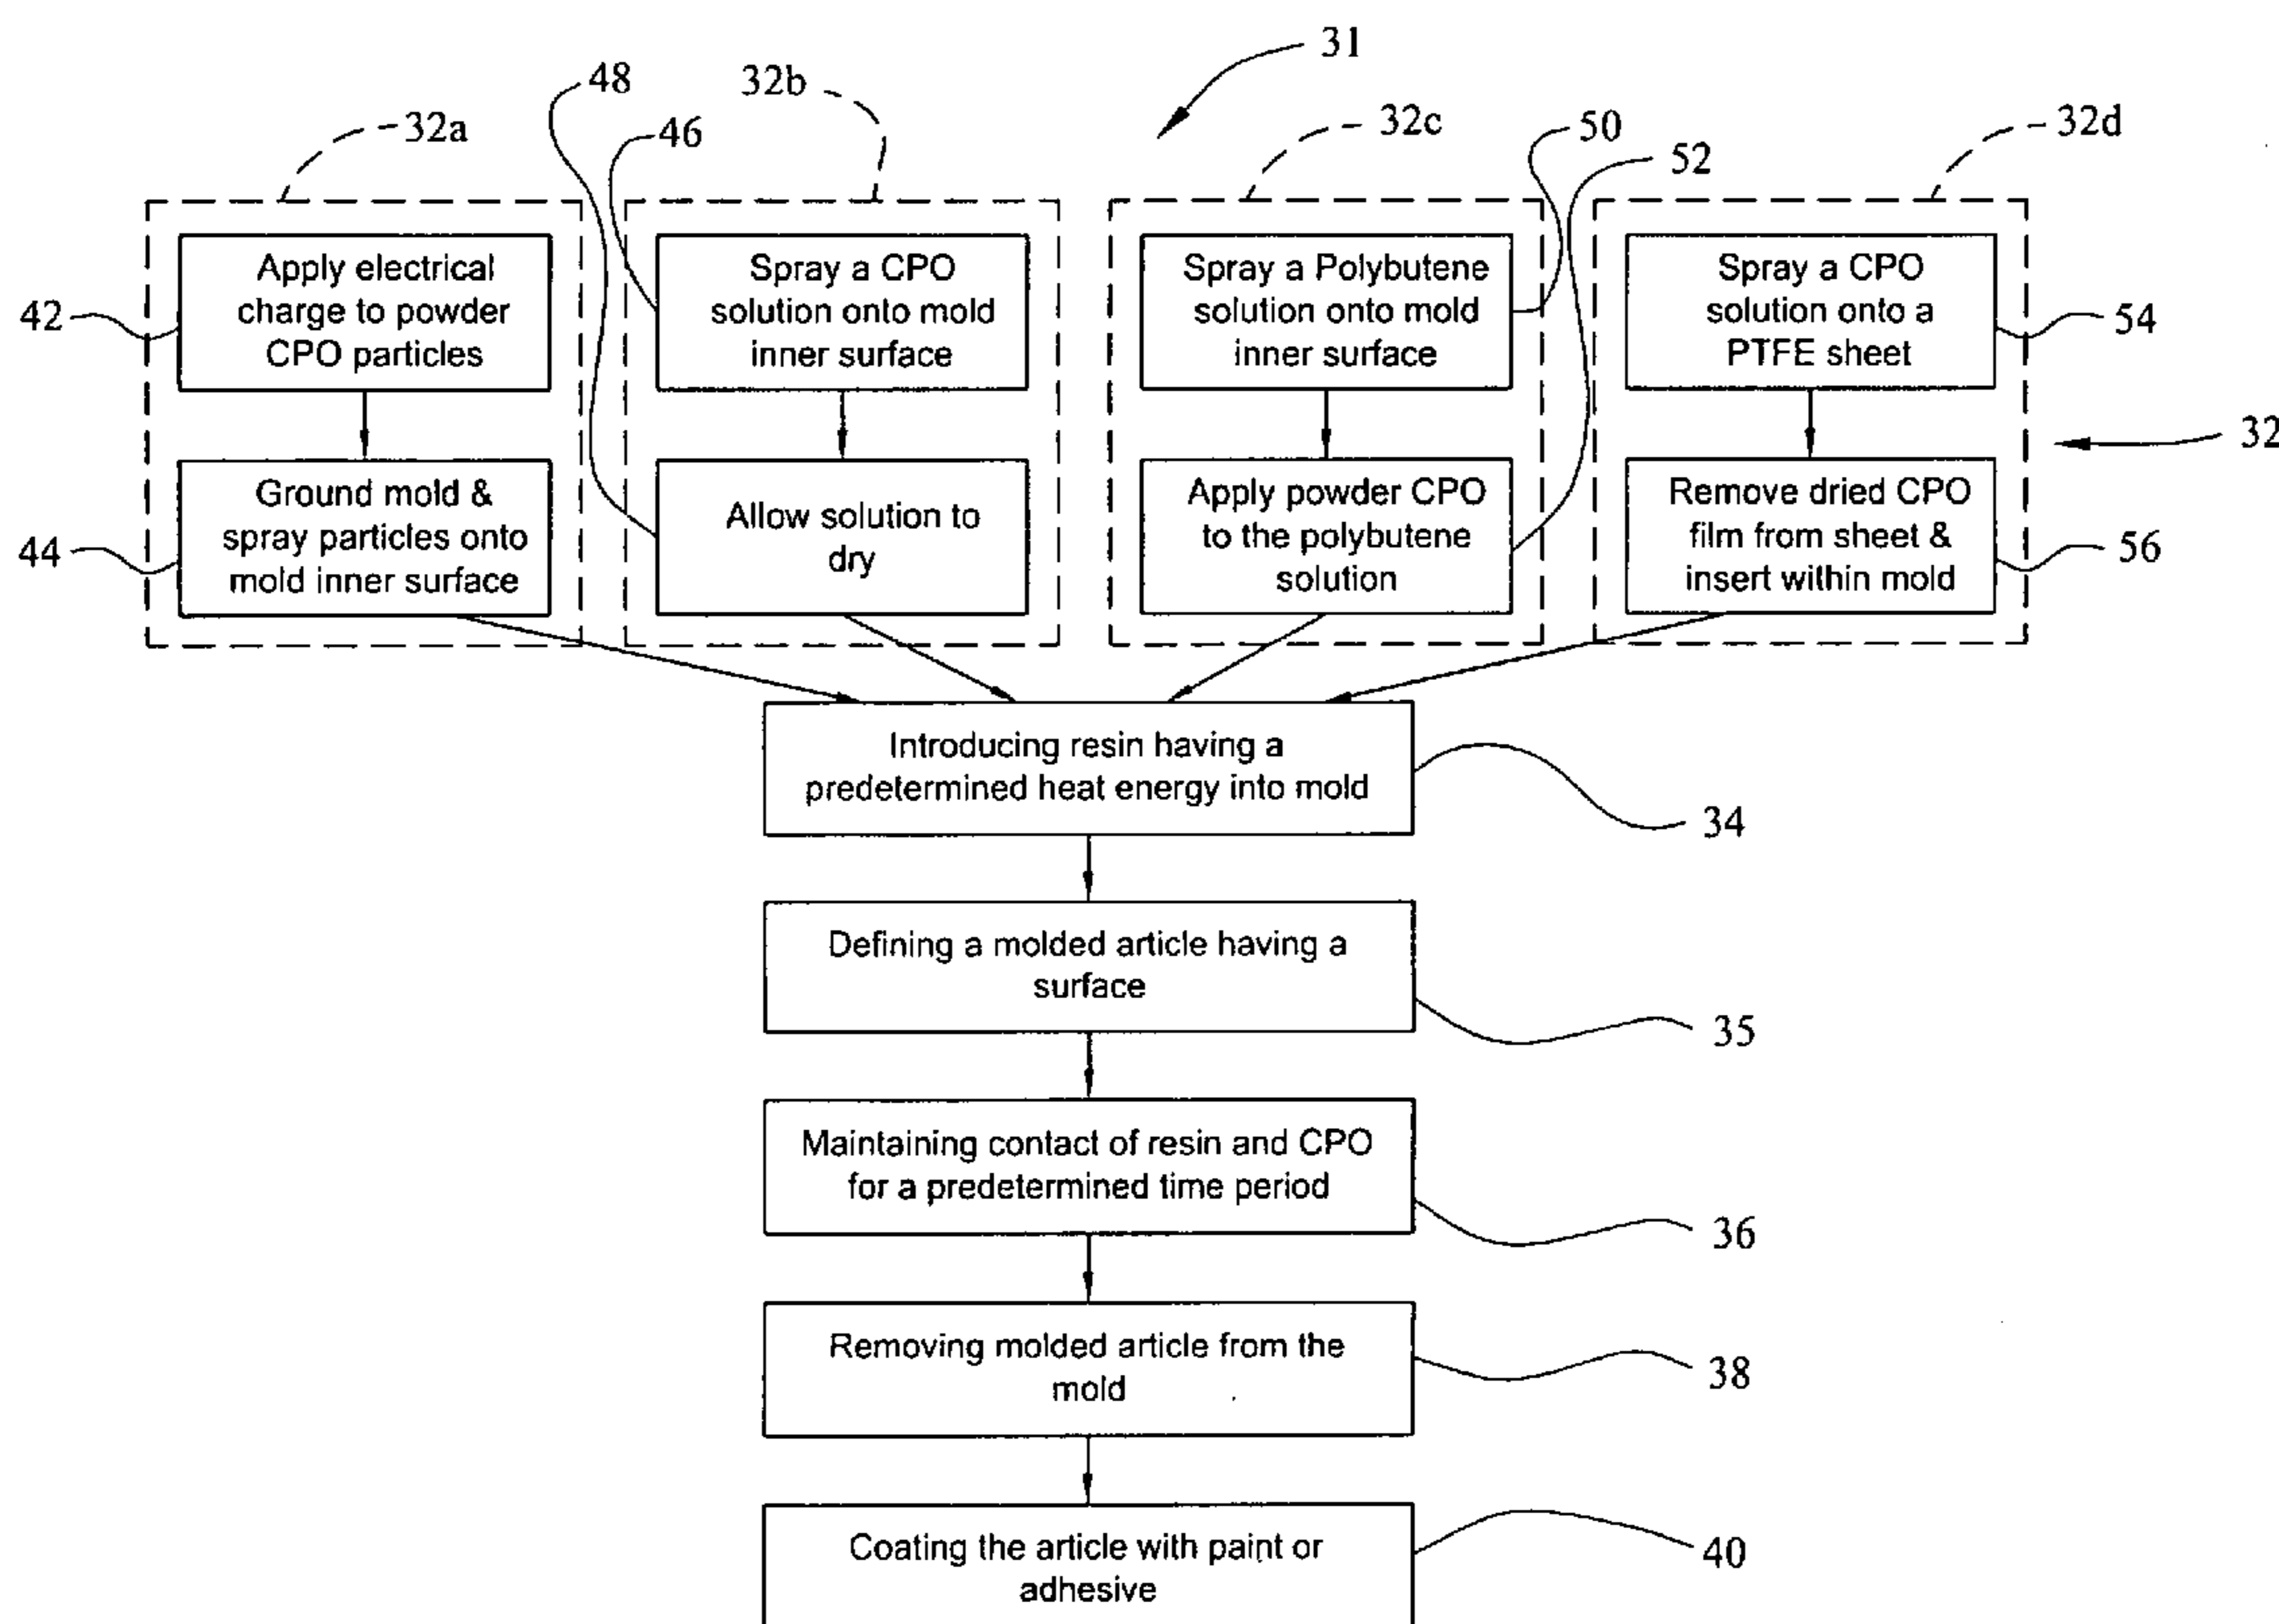 31
48
32b
46
32a
32c
50
32d
52
Apply electrical
charge to powder
CPO particles
42
Spray a CPO
solution onto mold
inner surface
Spray a Polybutene
solution onto mold
inner surface
Spray a CPO
solution onto a
PTFE sheet
54
32
Ground mold &
spray particles onto
mold inner surface
44
Allow solution to
dry
Apply powder CPO
to the polybutene
solution
Remove dried CPO
film from sheet &
insert within mold
56
Introducing resin having a
predetermined heat energy into mold
34
Defining a molded article having a
surface
35
Maintaining contact of resin and CPO
for a predetermined time period
36
Removing molded article from the
mold
38
Coating the article with paint or
adhesive
40